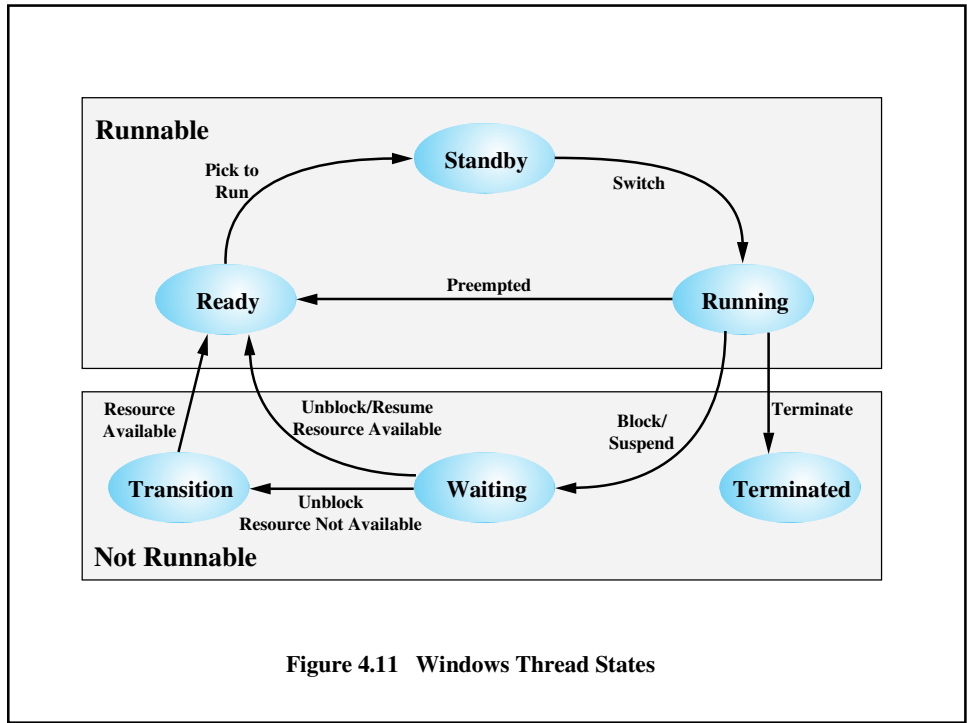 Runnable
Standby
Pick to
Run
Switch
Ready
Preempted
Running
Resource
Available
Unblock/Resume
Resource Available
Block/
Suspend
Terminate
Transition
Unblock
Resource Not Available
Waiting
Terminated
Not Runnable
Figure 4.11 Windows Thread States